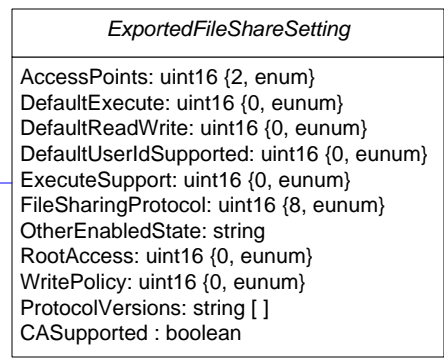 ExportedFileShareSetting
AccessPoints: uint16 {2, enum}
DefaultExecute: uint16 {0, eunum}
DefaultReadWrite: uint16 {0, eunum}
DefaultUserIdSupported: uint16 {0, eunum}
ExecuteSupport: uint16 {0, eunum}
FileSharingProtocol: uint16 {8, eunum}
OtherEnabledState: string
RootAccess: uint16 {0, eunum}
WritePolicy: uint16 {0, eunum}
ProtocolVersions: string [ ]
CASupported : boolean